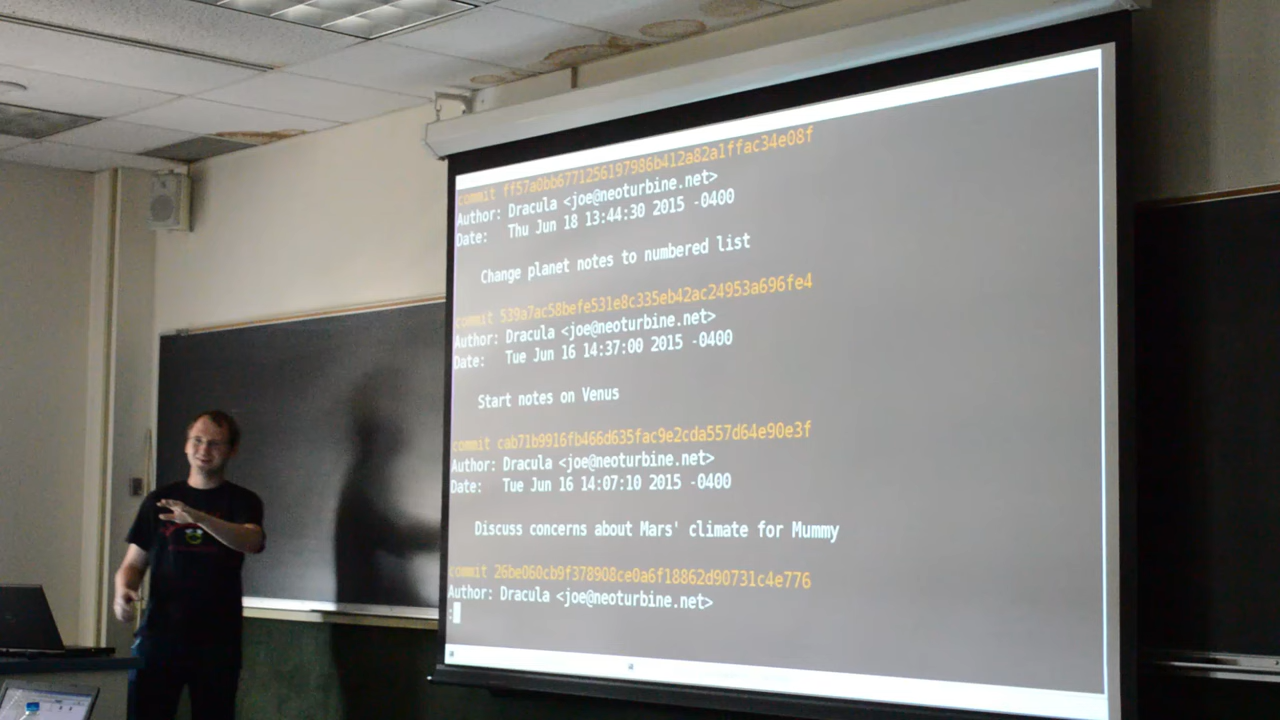 commit ff57a0bb6771256197986b412a82a1ffac34e08f
Author: Dracula <joe@neoturbine.net>
Date:   Thu Jun 18 13:44:30 2015 -0400
Change planet notes to numbered list
commit 539a7ac58befe531e8c335eb42ac24953a696fe4
Author: Dracula <joe@neoturbine.net>
Date:   Tue Jun 16 14:37:00 2015 -0400
Start notes on Venus
commit cab71b9916fb466d635fac9e2cda557d64e90e3f
Author: Dracula <joe@neoturbine.net>
Date:   Tue Jun 16 14:07:10 2015 -0400
Discuss concerns about Mars' climate for Mummy
commit 26be060cb9f378908ce0a6f18862d90731c4e776
Author: Dracula <joe@neoturbine.net>
: